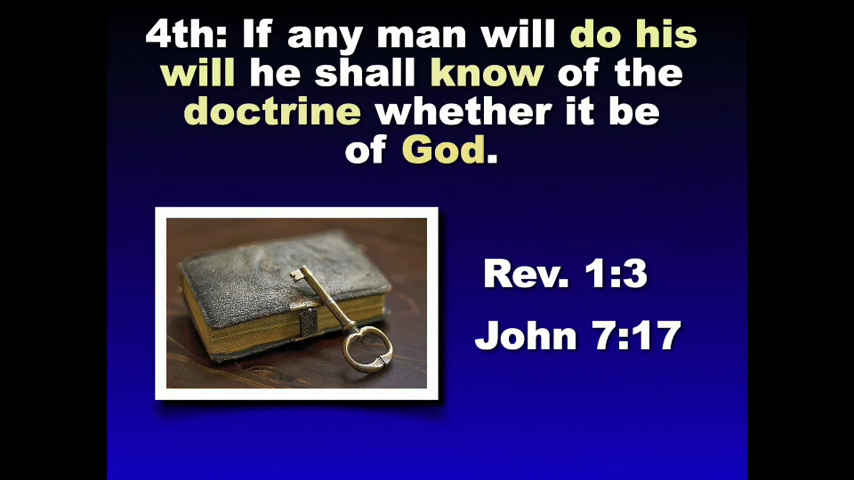 4th: If any man will do his
will he shall know of the
doctrine whether it be
of God.
Rev. 1:3
John 7:17